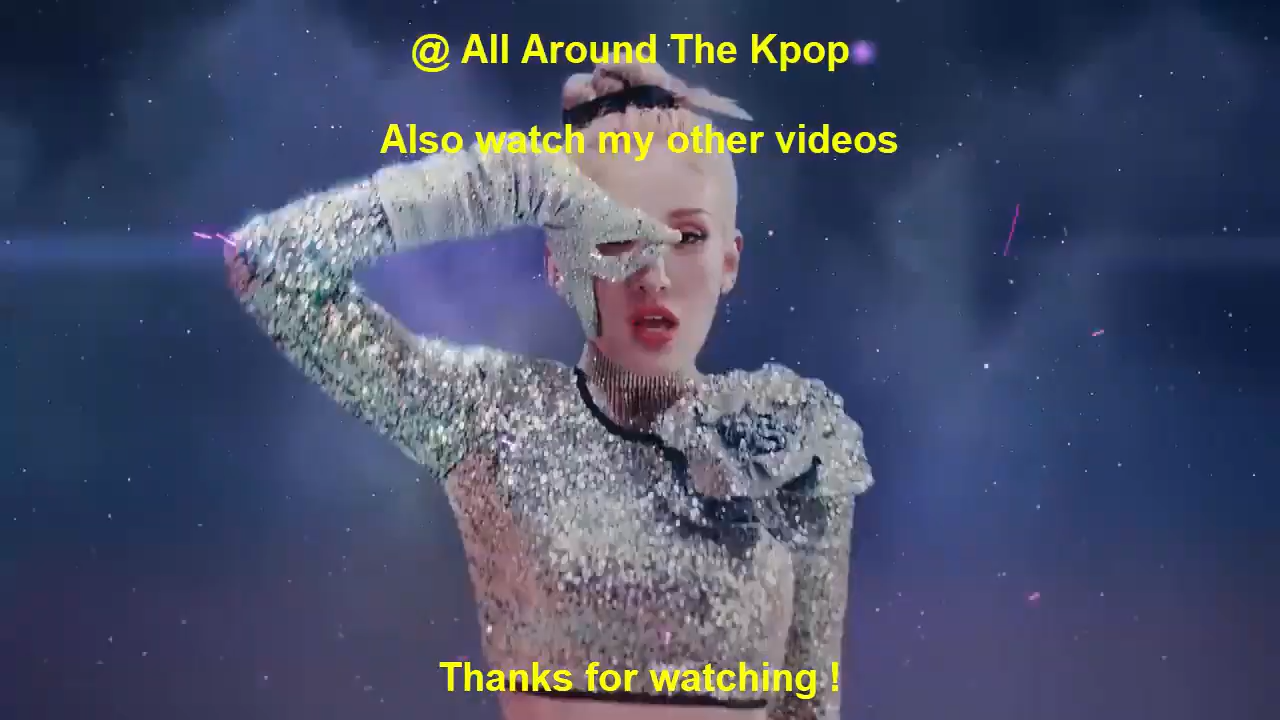 @ All Around The Kpop
Also watch my other videos
Thanks for watching !